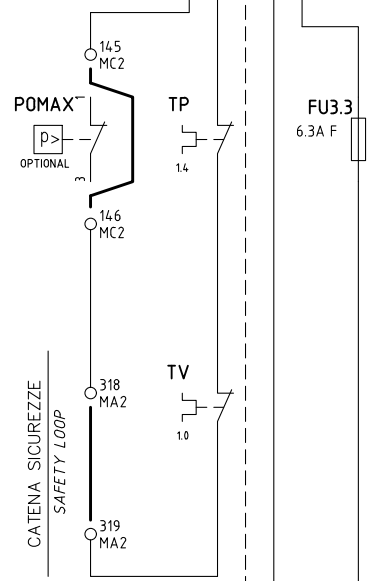 145
MC2
POMAX
1
TP
FU3.3
6.3A F
p>
OPTIONAL
1.4
3
146
MC2
TV
318
MA2
1.0
CATENA SICUREZZE
SAFETY LOOP
319
MA2